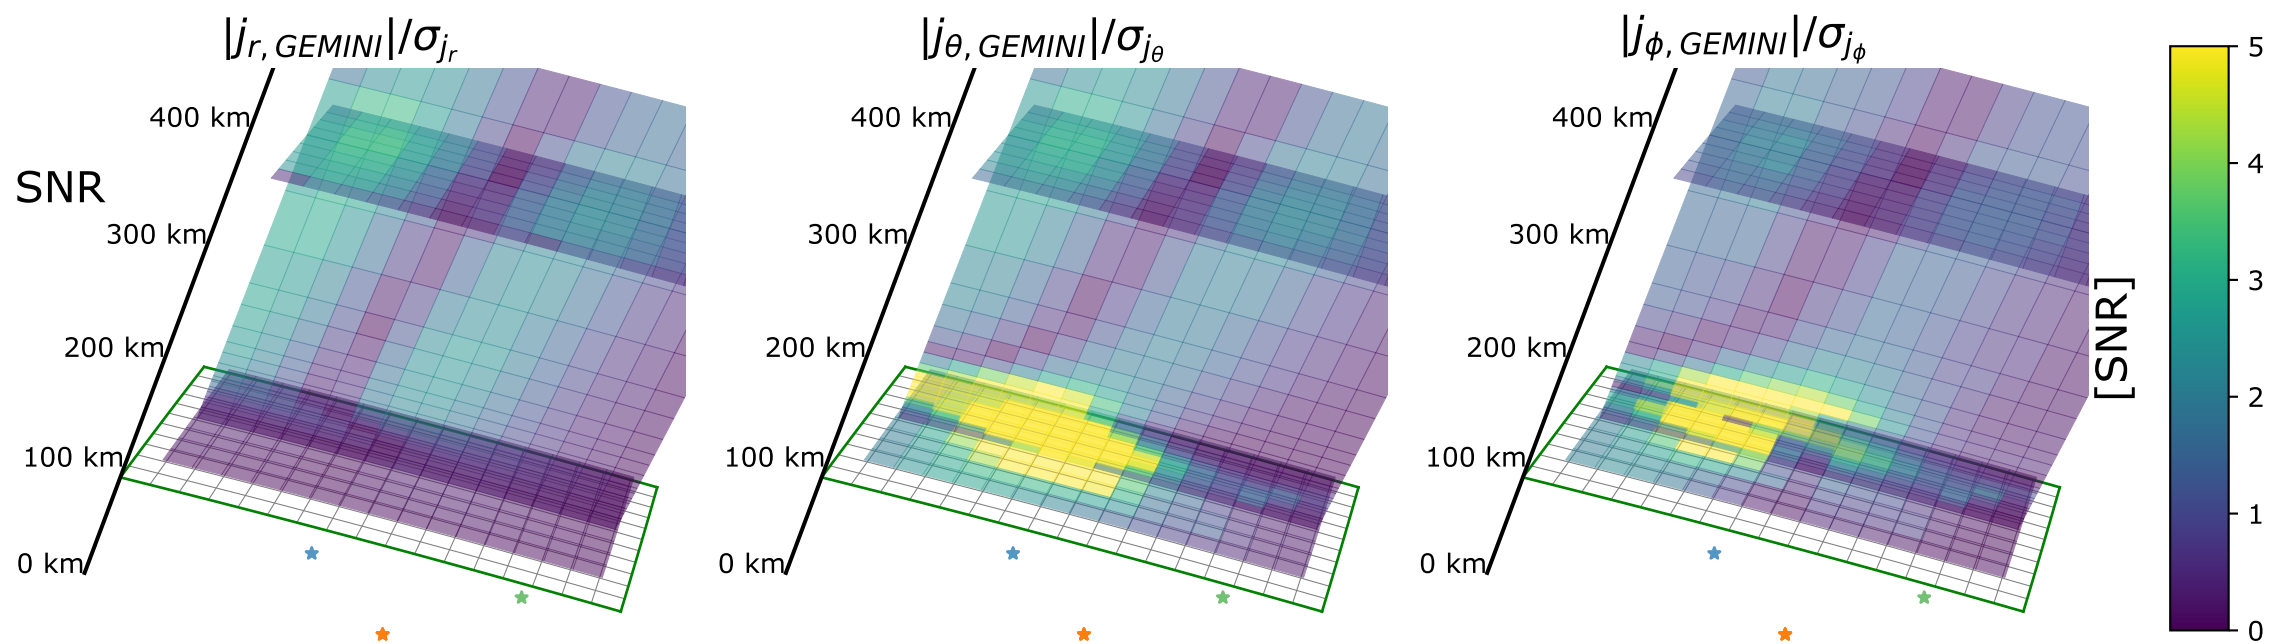 |j_{r, GEMINI}|/σ_{j_r}
|j_{θ, GEMINI}|/σ_{j_θ}
|j_{ϕ, GEMINI}|/σ_{j_ϕ}
SNR
400 km
300 km
200 km
100 km
0 km
400 km
300 km
200 km
100 km
0 km
400 km
300 km
200 km
100 km
0 km
[SNR]
5
4
3
2
1
0